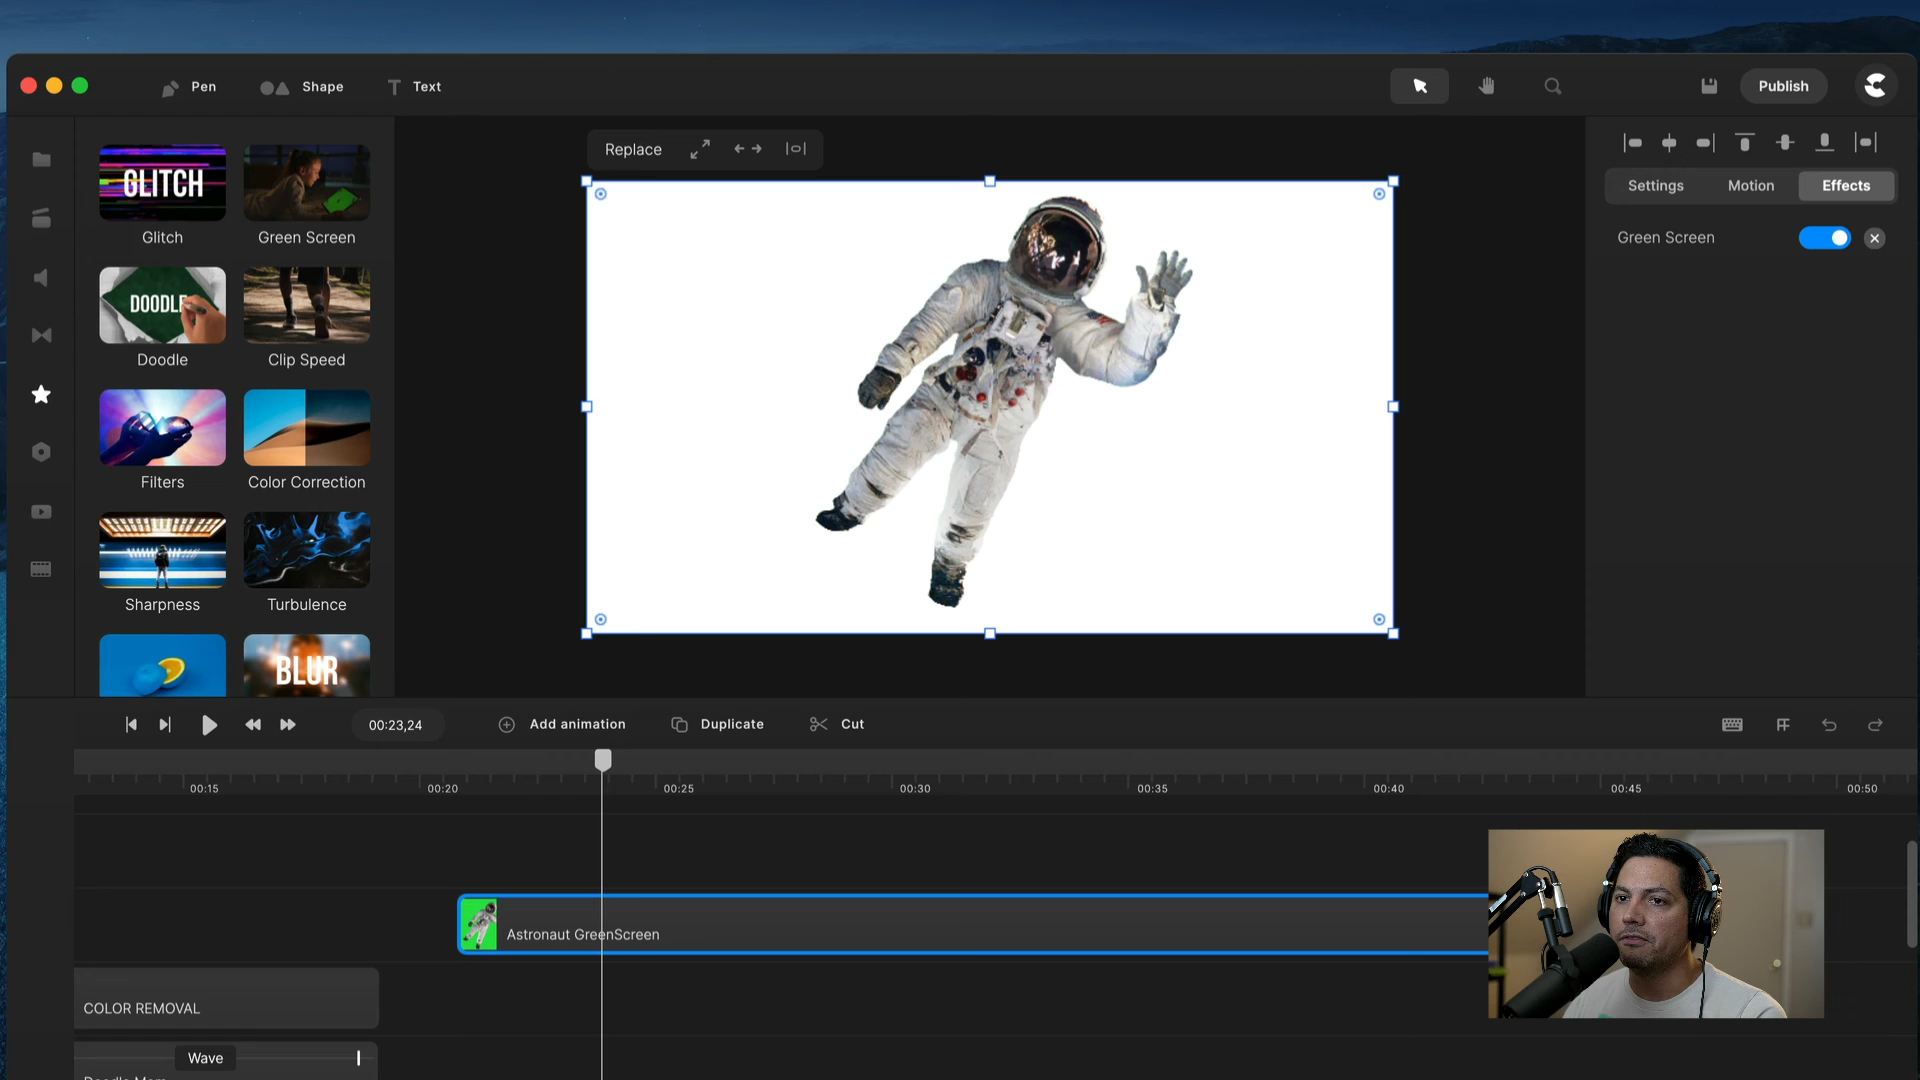 Pen
Shape
Text
Publish
Replace
Settings
Motion
Effects
Green Screen
GLITCH
Glitch
Green Screen
DOODLE
Doodle
Clip Speed
Filters
Color Correction
Sharpness
Turbulence
BLUR
00:23,24
Add animation
Duplicate
Cut
00:15
00:20
00:25
00:30
00:35
00:40
00:45
00:50
Astronaut GreenScreen
COLOR REMOVAL
Wave